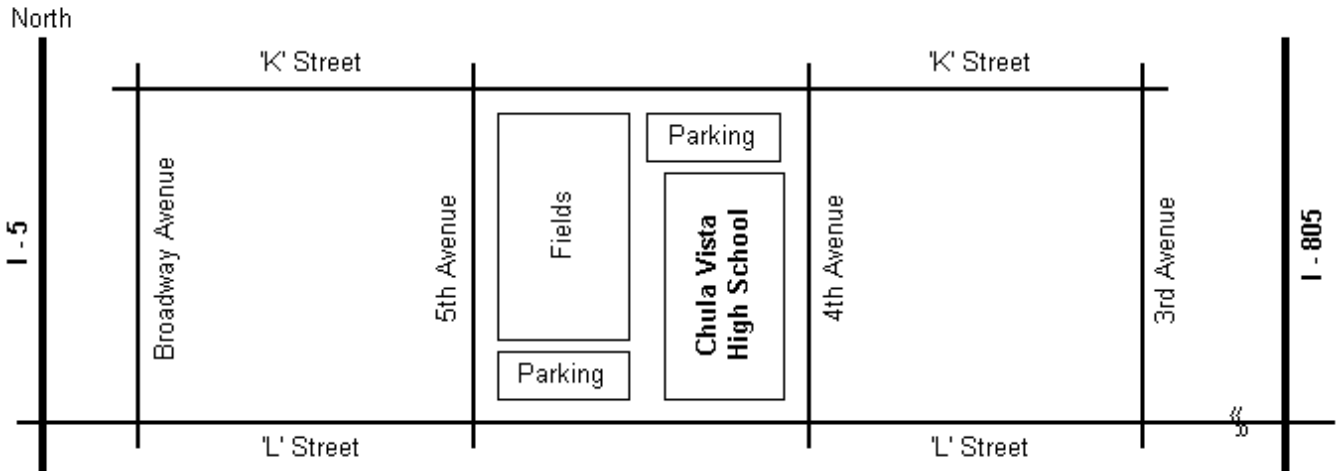 North
'K' Street
'K' Street
Parking
I - 5
Broadway Avenue
5th Avenue
Fields
Chula Vista
High School
4th Avenue
3rd Avenue
I - 805
Parking
'L' Street
'L' Street